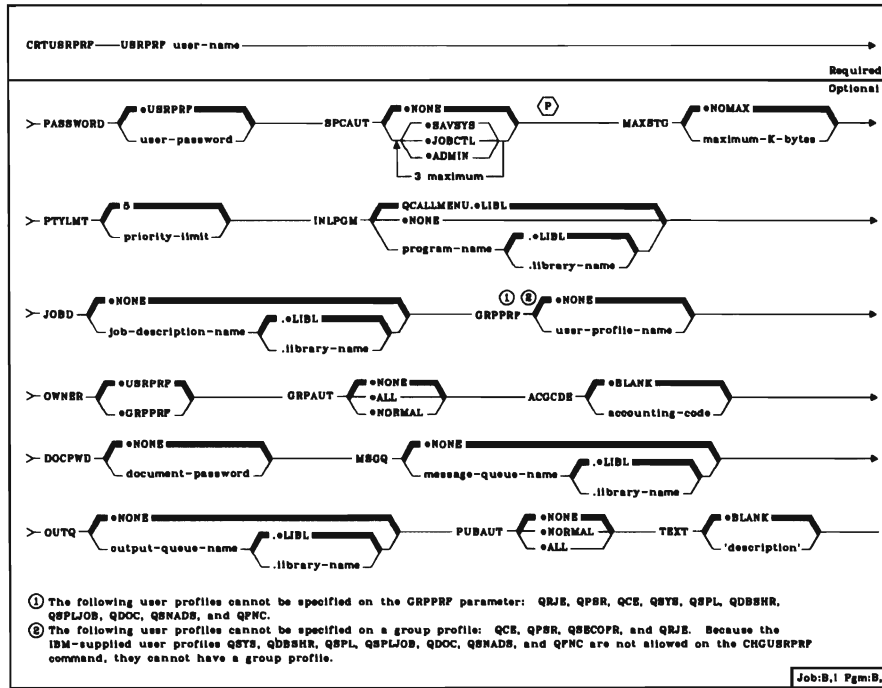 CRTUSRPRF USRPRF user-name
Required
Optional
PASSWORD *USRPRF SPCAUT *NONE P MAXSTG *NOMAX
user-password *SAVSYS maximum-K-bytes
*JOBCTL
*ADMIN
3 maximum
PTYLMT 5 INLPGM QCALLMENU.*LIBL
priority-limit *NONE
program-name .*LIBL
.library-name
JOBD *NONE GRPPRF 1 2 *NONE
job-description-name .*LIBL user-profile-name
.library-name
OWNER *USRPRF GRPAUT *NONE ACGCDE *BLANK
*GRPPRF *ALL accounting-code
*NORMAL
DOCPWD *NONE MSGQ *NONE
document-password message-queue-name .*LIBL
.library-name
OUTQ *NONE PUBAUT *NONE TEXT *BLANK
output-queue-name .*LIBL *NORMAL 'description'
.library-name *ALL
1 The following user profiles cannot be specified on the GRPPRF parameter: QRJE, QPSR, QCE, QSYS, QSPL, QDBSHR,
QSPLJOB, QDOC, QSNADS, and QFNC.
2 The following user profiles cannot be specified on a group profile: QCE, QPSR, QSECOFR, and QRJE. Because the
IBM-supplied user profiles QSYS, QDBSHR, QSPL, QSPLJOB, QDOC, QSNADS, and QFNC are not allowed on the CHGUSRPRF
command, they cannot have a group profile.
Job:B,I Pgm:B,